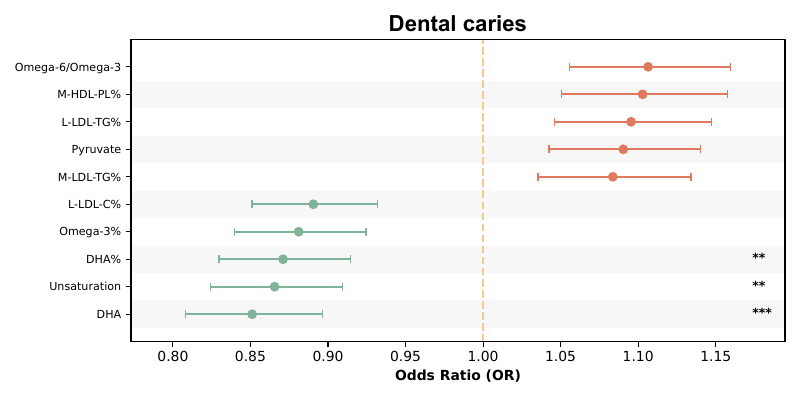 Dental caries
Omega-6/Omega-3
M-HDL-PL%
L-LDL-TG%
Pyruvate
M-LDL-TG%
L-LDL-C%
Omega-3%
DHA% **
Unsaturation **
DHA ***
0.80 0.85 0.90 0.95 1.00 1.05 1.10 1.15
Odds Ratio (OR)